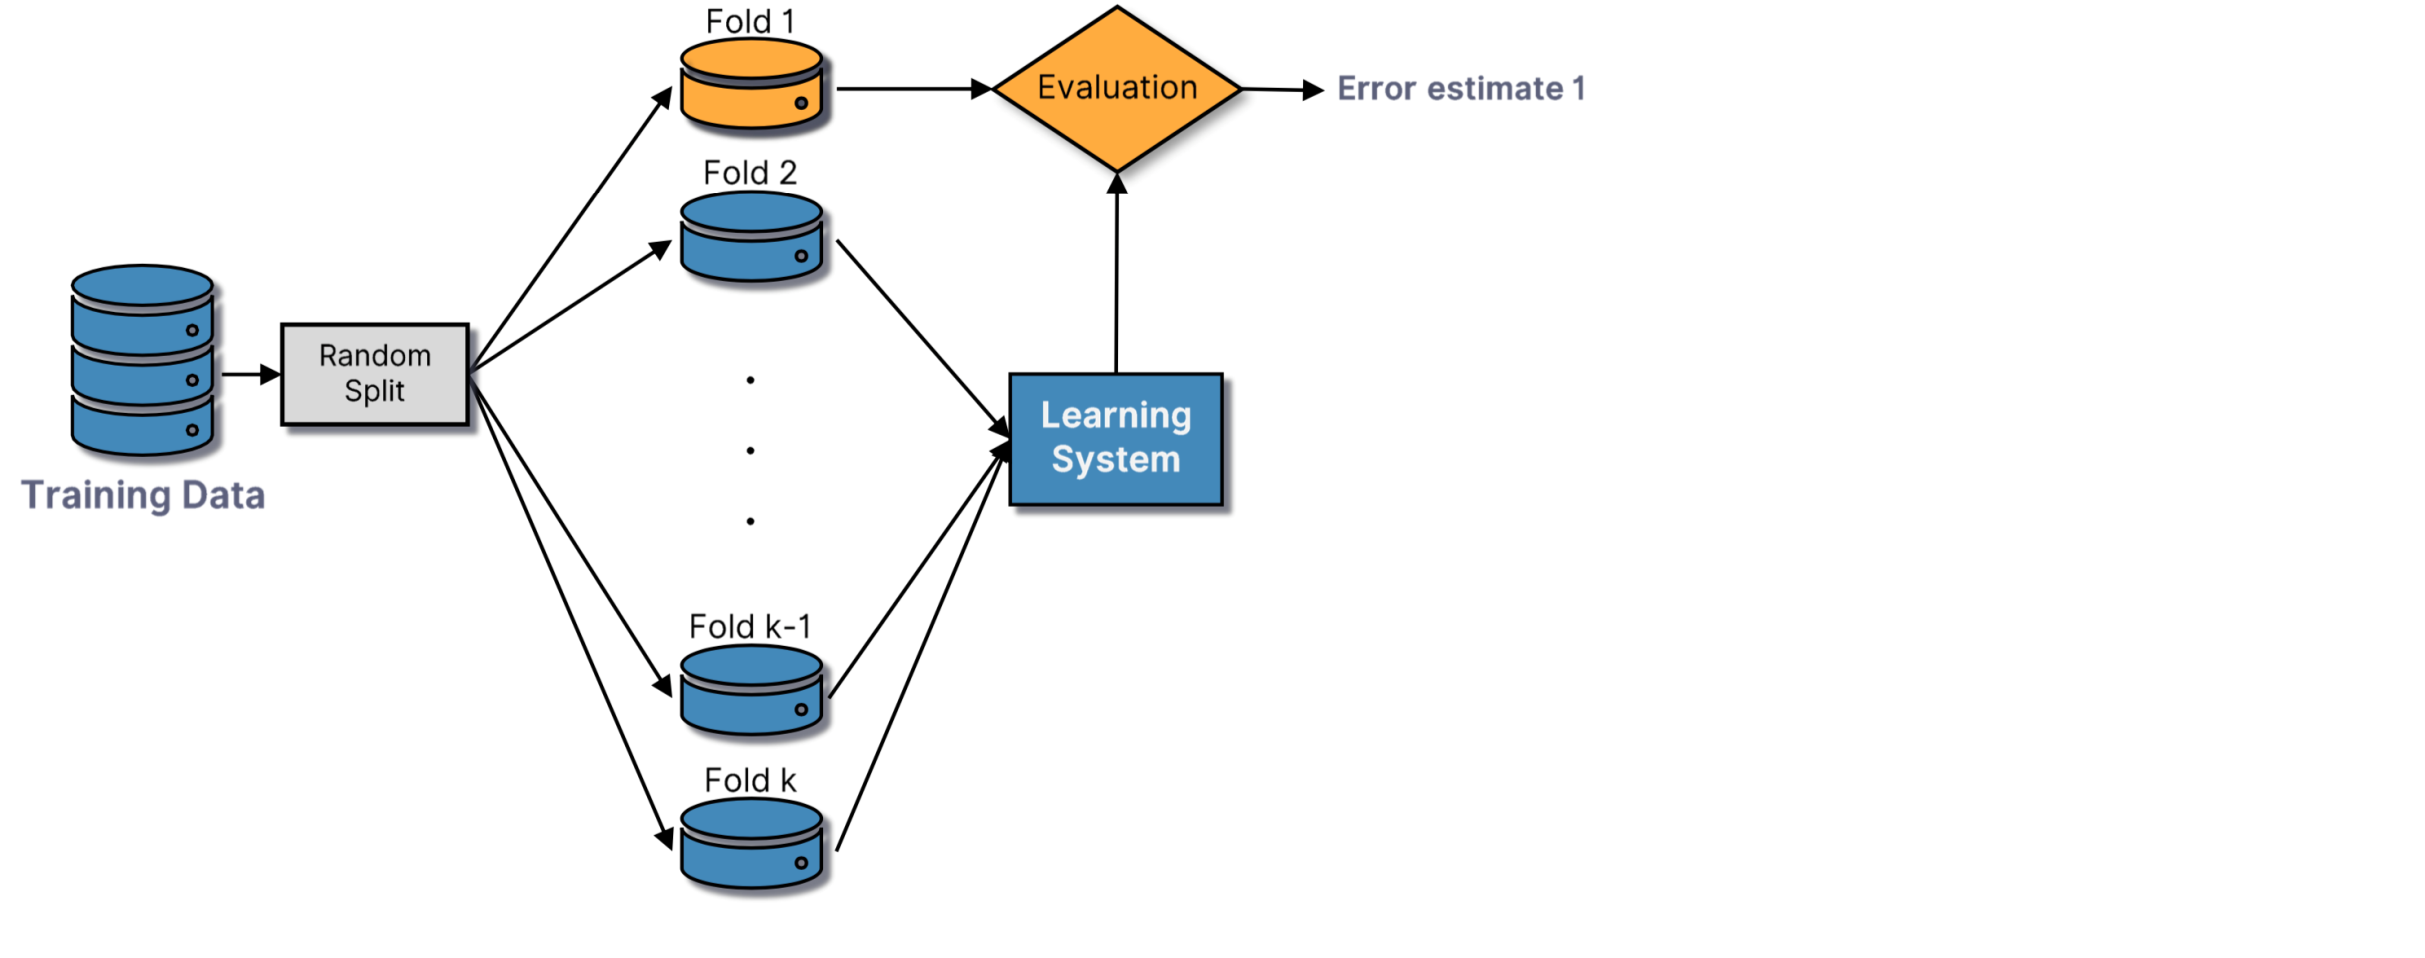 Fold 1
Evaluation
Error estimate 1
Fold 2
Random
Split
Training Data
Learning
System
Fold k-1
Fold k